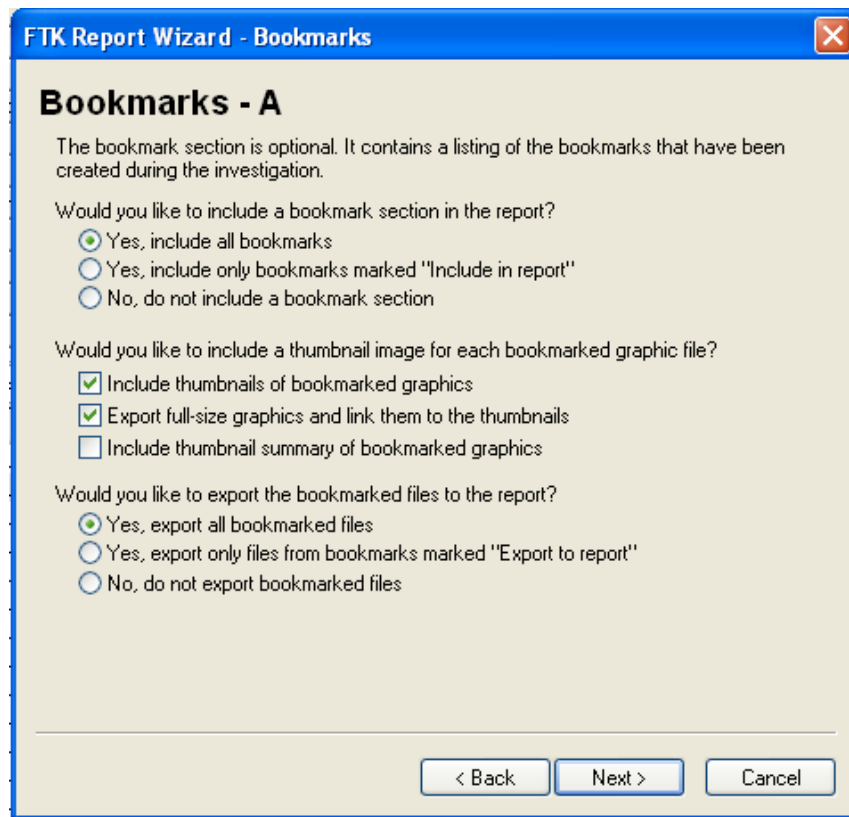 FTK Report Wizard - Bookmarks
Bookmarks - A
The bookmark section is optional. It contains a listing of the bookmarks that have been
created during the investigation.
Would you like to include a bookmark section in the report?
Yes, include all bookmarks
Yes, include only bookmarks marked "Include in report"
No, do not include a bookmark section
Would you like to include a thumbnail image for each bookmarked graphic file?
Include thumbnails of bookmarked graphics
Export full-size graphics and link them to the thumbnails
Include thumbnail summary of bookmarked graphics
Would you like to export the bookmarked files to the report?
Yes, export all bookmarked files
Yes, export only files from bookmarks marked "Export to report"
No, do not export bookmarked files
< Back Next > Cancel